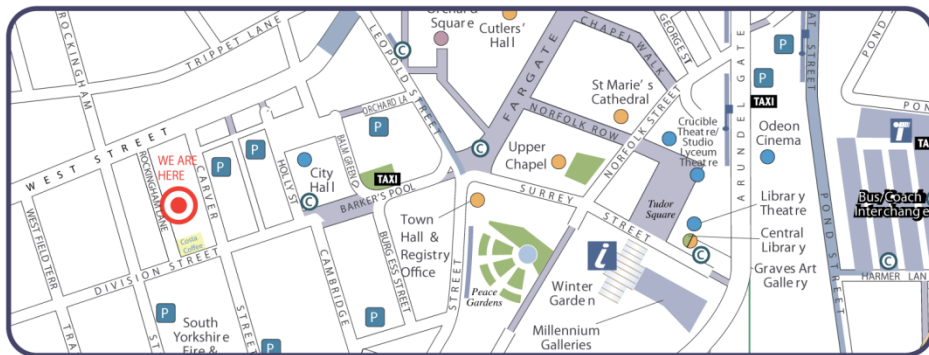 ROCKINGHAM
TRIPPET LANE
LEOPOLD STREET
Orchard
Square
Cutlers'
Hall
FARGATE
CHAPEL WALK
GEORGE ST
ARUNDEL GATE
POND STREET
P
P
POND
C
ORCHARD LA
P
St Marie's
Cathedral
TAXI
WEST STREET
ROCKINGHAM LANE
WE ARE
HERE
CARVER
P
P
HOLLY ST
City
Hall
C
BALM GREEN
TAXI
BARKER'S POOL
C
NORFOLK ROW
NORFOLK STREET
Upper
Chapel
Crucible
Theatre/
Studio
Lyceum
Theatre
Odeon
Cinema
i
TAXI
Bus/Coach
Interchange
WEST FIELD TERR
Costa
Coffee
DIVISION STREET
CAMBRIDGE
BURGESS STREET
Town
Hall &
Registry
Office
SURREY STREET
Tudor
Square
Library
Theatre
Central
Library
C
Graves Art
Gallery
C
HARMER LAN
STREET
Peace
Gardens
i
Winter
Garden
Millennium
Galleries
P
P
P
South
Yorkshire
Fire &